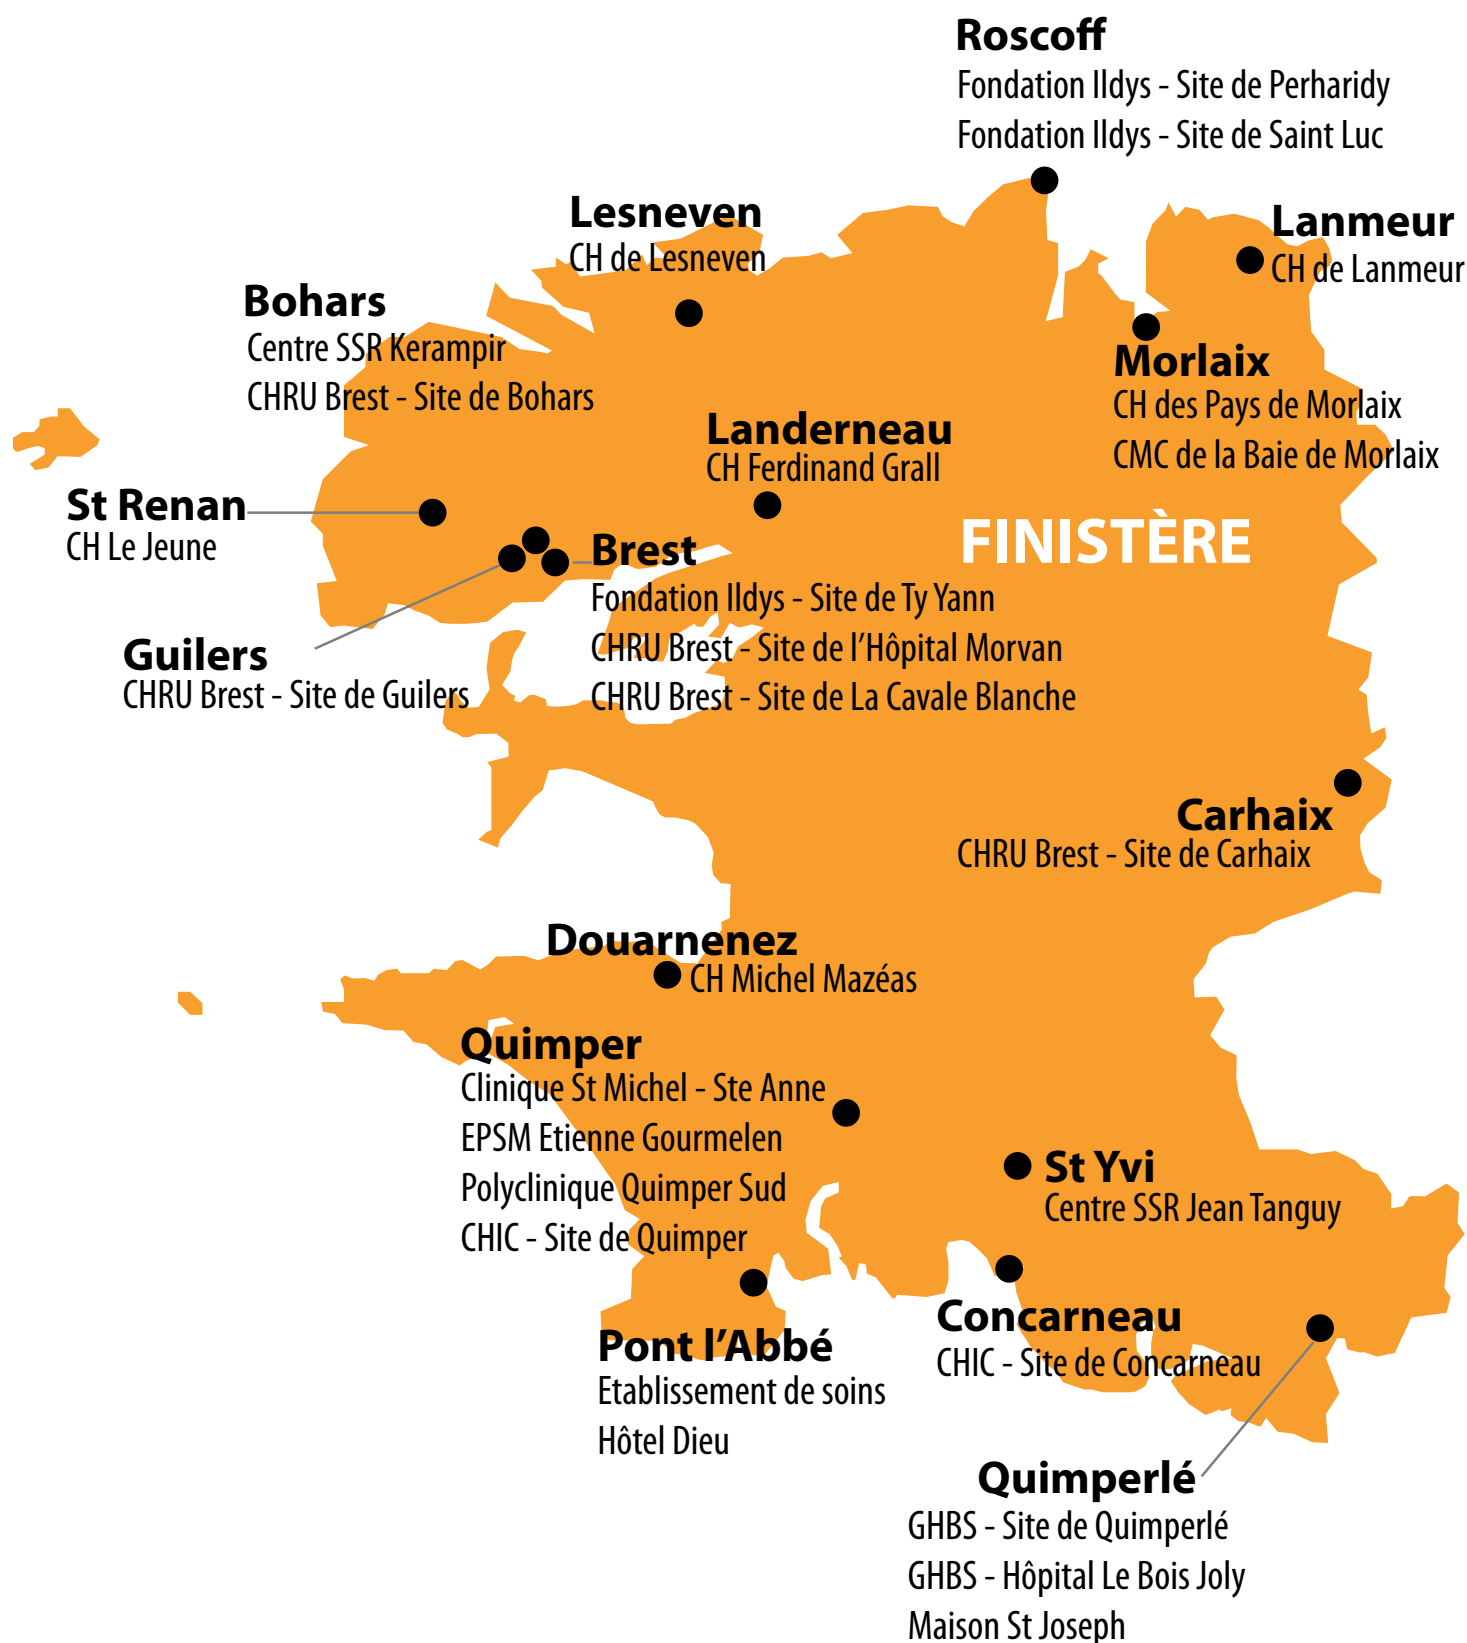 Roscoff
Fondation Ildys - Site de Perharidy
Fondation Ildys - Site de Saint Luc
Lesneven
CH de Lesneven
Lanmeur
CH de Lanmeur
Bohars
Centre SSR Kerampir
CHRU Brest - Site de Bohars
Morlaix
CH des Pays de Morlaix
CMC de la Baie de Morlaix
Landerneau
CH Ferdinand Grall
St Renan
CH Le Jeune
FINISTÈRE
Brest
Fondation Ildys - Site de Ty Yann
CHRU Brest - Site de l’Hôpital Morvan
CHRU Brest - Site de La Cavale Blanche
Guilers
CHRU Brest - Site de Guilers
Carhaix
CHRU Brest - Site de Carhaix
Douarnenez
CH Michel Mazéas
Quimper
Clinique St Michel - Ste Anne
EPSM Etienne Gourmelen
Polyclinique Quimper Sud
CHIC - Site de Quimper
St Yvi
Centre SSR Jean Tanguy
Concarneau
CHIC - Site de Concarneau
Pont l’Abbé
Etablissement de soins
Hôtel Dieu
Quimperlé
GHBS - Site de Quimperlé
GHBS - Hôpital Le Bois Joly
Maison St Joseph